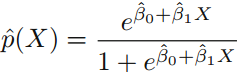 p̂(X) = e^{β̂₀+β̂₁X} / (1 + e^{β̂₀+β̂₁X})